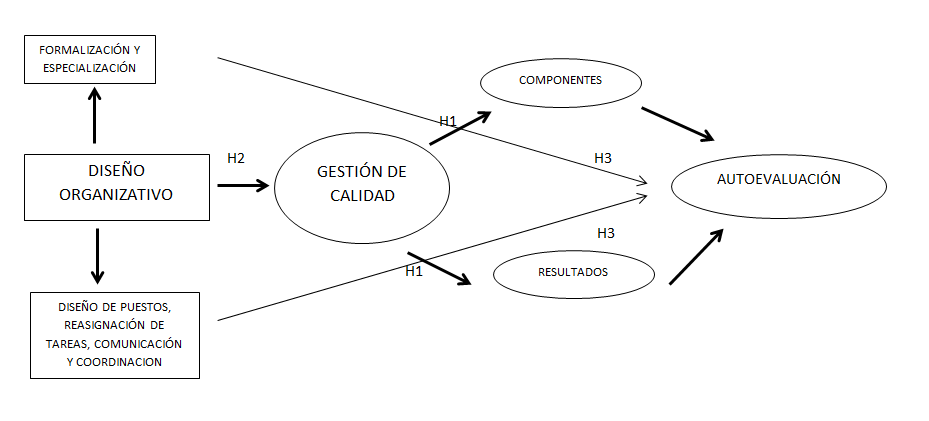 FORMALIZACIÓN Y
ESPECIALIZACIÓN
COMPONENTES
H1
H2
DISEÑO
ORGANIZATIVO
GESTIÓN DE
CALIDAD
H3
AUTOEVALUACIÓN
H3
H1
RESULTADOS
DISEÑO DE PUESTOS,
REASIGNACIÓN DE
TAREAS, COMUNICACIÓN
Y COORDINACION